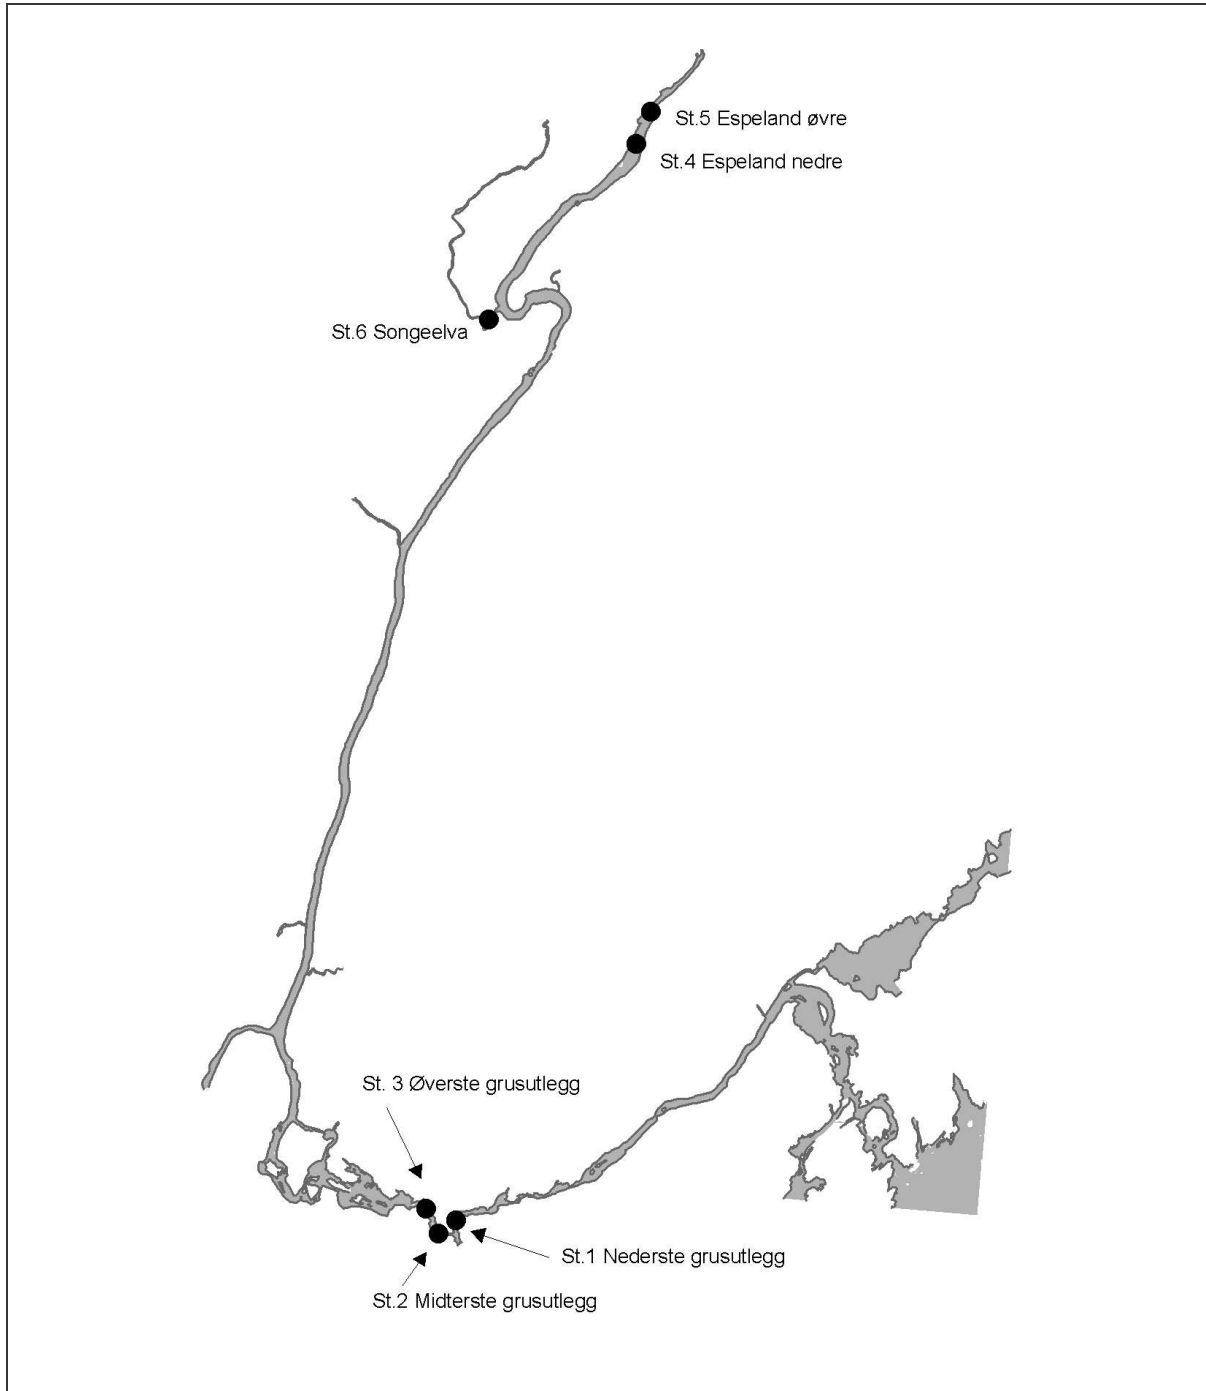 St.5 Espeland øvre
St.4 Espeland nedre
St.6 Songeelva
St. 3 Øverste grusutlegg
St.1 Nederste grusutlegg
St.2 Midterste grusutlegg